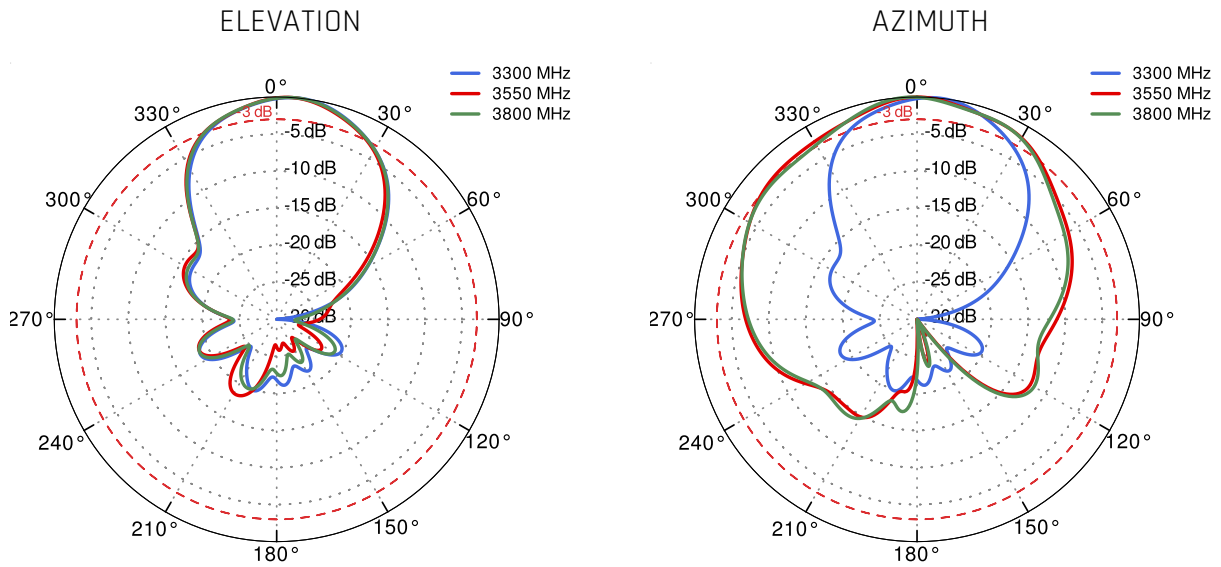 ELEVATION
3300 MHz
3550 MHz
3800 MHz
0°
330°
30°
-3 dB
-5 dB
-10 dB
300°
60°
-15 dB
-20 dB
-25 dB
-30 dB
270°
90°
240°
120°
210°
150°
180°
AZIMUTH
3300 MHz
3550 MHz
3800 MHz
0°
330°
30°
-3 dB
-5 dB
-10 dB
300°
60°
-15 dB
-20 dB
-25 dB
-30 dB
270°
90°
240°
120°
210°
150°
180°